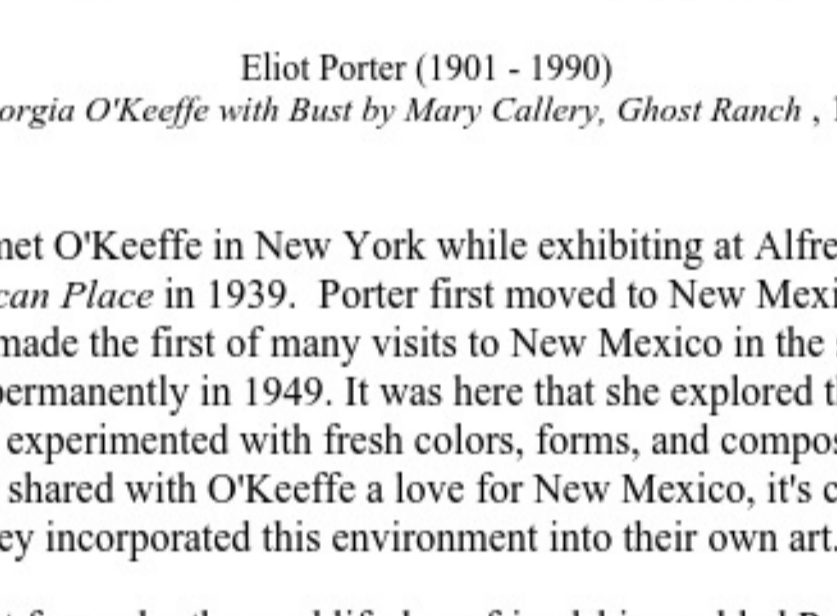 Eliot Porter (1901 - 1990)
orgia O'Keeffe with Bust by Mary Callery, Ghost Ranch ,
met O'Keeffe in New York while exhibiting at Alfre
can Place in 1939. Porter first moved to New Mexi
made the first of many visits to New Mexico in the
permanently in 1949. It was here that she explored t
experimented with fresh colors, forms, and compos
shared with O'Keeffe a love for New Mexico, it's c
ey incorporated this environment into their own art.